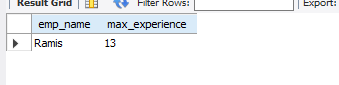 Result Grid Filter Rows: Export:
emp_name max_experience
Ramis 13